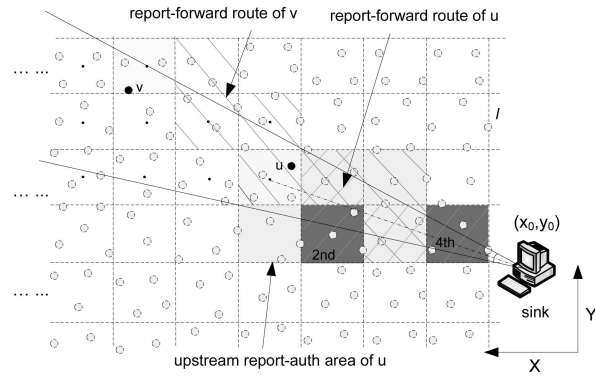 report-forward route of v
report-forward route of u
... ...
v
l
u
... ...
(x0,y0)
2nd
4th
sink
... ...
Y
X
upstream report-auth area of u